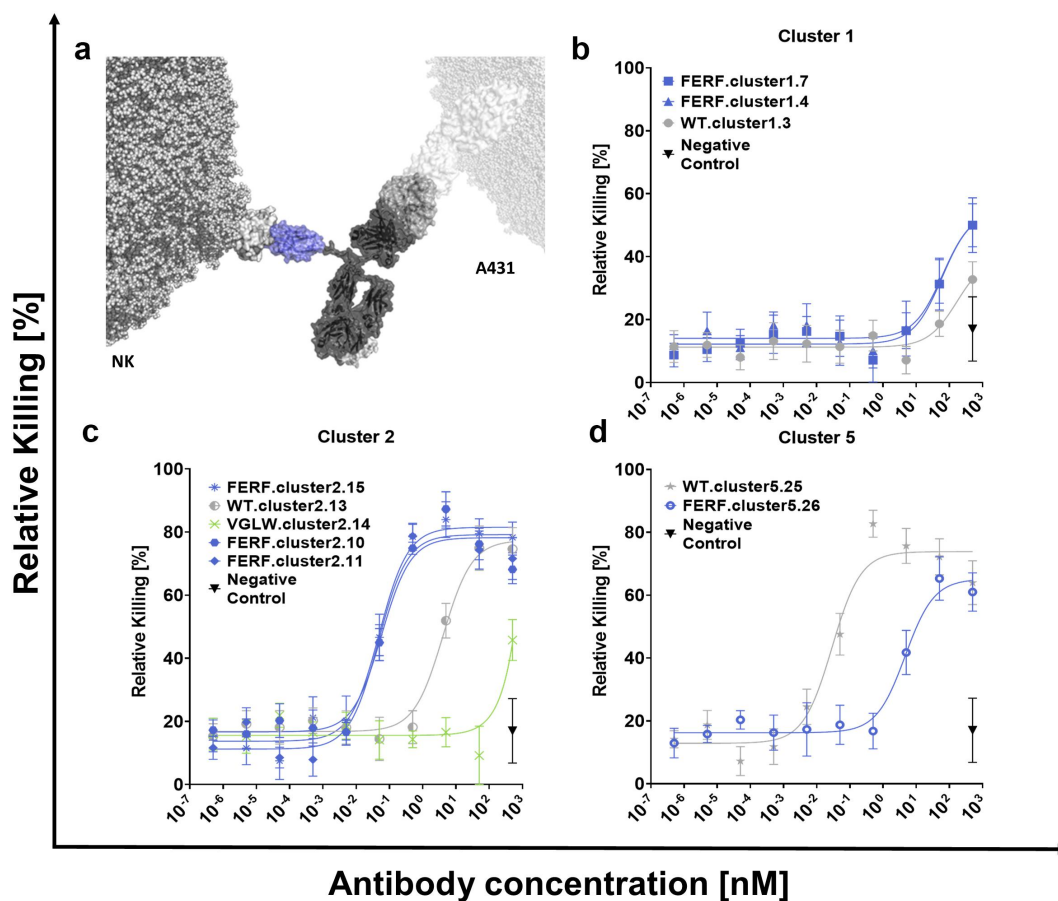 a
NK
A431
b
Cluster 1
Relative Killing [%]
100
80
60
40
20
0
FERF.cluster1.7
FERF.cluster1.4
WT.cluster1.3
Negative
Control
10-7
10-6
10-5
10-4
10-3
10-2
10-1
100
101
102
103
c
Cluster 2
Relative Killing [%]
100
80
60
40
20
0
FERF.cluster2.15
WT.cluster2.13
VGLW.cluster2.14
FERF.cluster2.10
FERF.cluster2.11
Negative
Control
10-7
10-6
10-5
10-4
10-3
10-2
10-1
100
101
102
103
d
Cluster 5
Relative Killing [%]
100
80
60
40
20
0
WT.cluster5.25
FERF.cluster5.26
Negative
Control
10-7
10-6
10-5
10-4
10-3
10-2
10-1
100
101
102
103
Relative Killing [%]
Antibody concentration [nM]